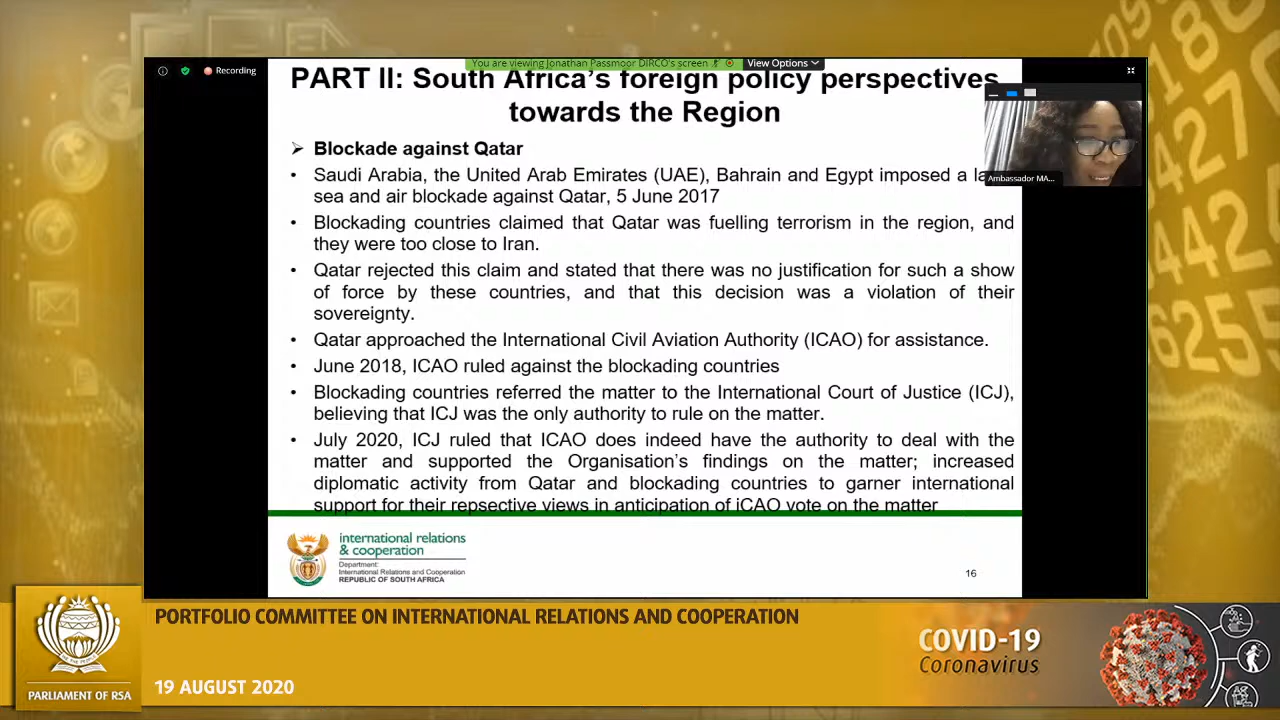 You are viewing Jonathan Passmoor DIRCO's screen
View Options
Recording
PART II: South Africa's foreign policy perspectives
towards the Region
Ambassador MA...
➢ Blockade against Qatar
• Saudi Arabia, the United Arab Emirates (UAE), Bahrain and Egypt imposed a
sea and air blockade against Qatar, 5 June 2017
• Blockading countries claimed that Qatar was fuelling terrorism in the region, and
they were too close to Iran.
• Qatar rejected this claim and stated that there was no justification for such a show
of force by these countries, and that this decision was a violation of their
sovereignty.
• Qatar approached the International Civil Aviation Authority (ICAO) for assistance.
• June 2018, ICAO ruled against the blockading countries
• Blockading countries referred the matter to the International Court of Justice (ICJ),
believing that ICJ was the only authority to rule on the matter.
• July 2020, ICJ ruled that ICAO does indeed have the authority to deal with the
matter and supported the Organisation's findings on the matter; increased
diplomatic activity from Qatar and blockading countries to garner international
support for their repsective views in anticipation of iCAO vote on the matter
international relations
& cooperation
Department:
International Relations and Cooperation
REPUBLIC OF SOUTH AFRICA
16
PORTFOLIO COMMITTEE ON INTERNATIONAL RELATIONS AND COOPERATION
19 AUGUST 2020
PARLIAMENT OF RSA
COVID-19
Coronavirus